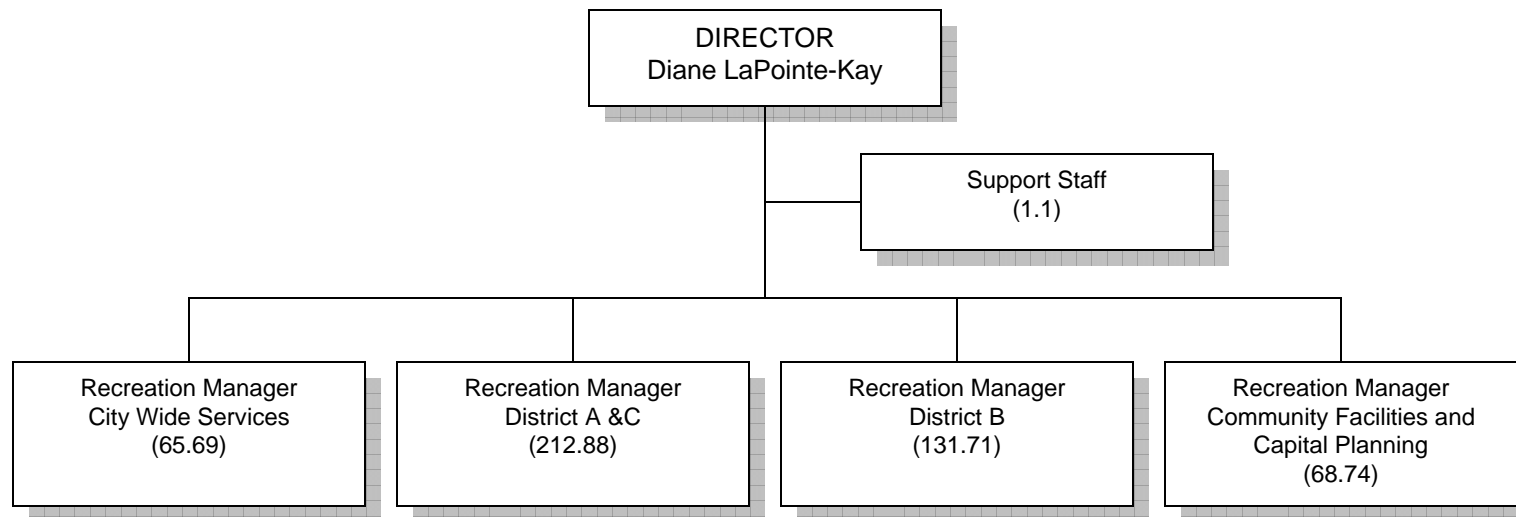 DIRECTOR
Diane LaPointe-Kay
Support Staff
(1.1)
Recreation Manager
City Wide Services
(65.69)
Recreation Manager
District A &C
(212.88)
Recreation Manager
District B
(131.71)
Recreation Manager
Community Facilities and
Capital Planning
(68.74)